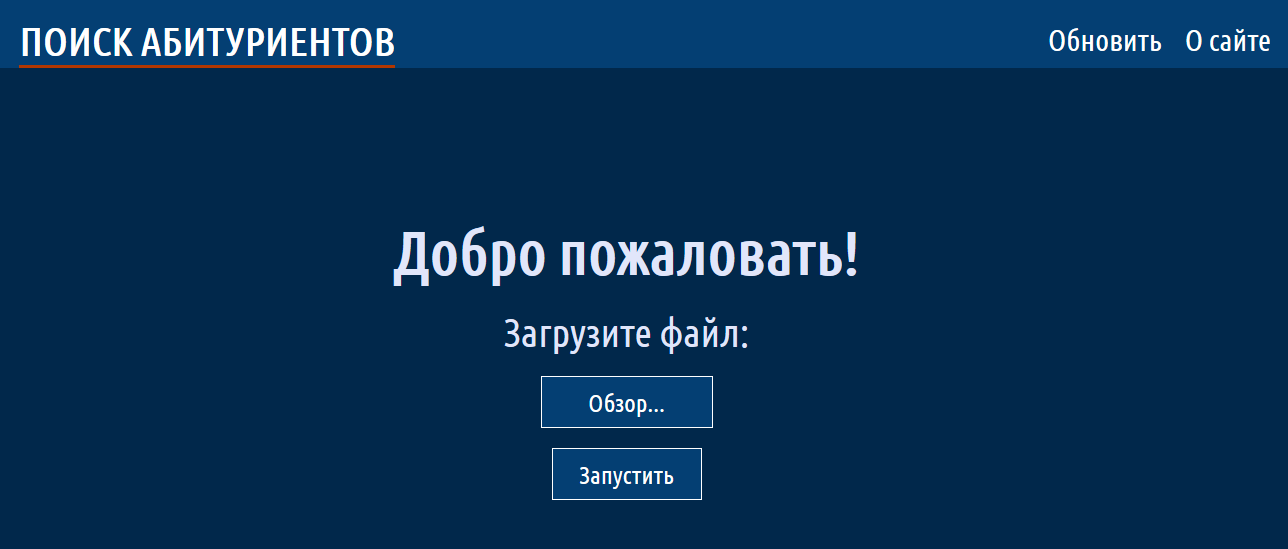 ПОИСК АБИТУРИЕНТОВ
Обновить О сайте
Добро пожаловать!
Загрузите файл:
Обзор...
Запустить